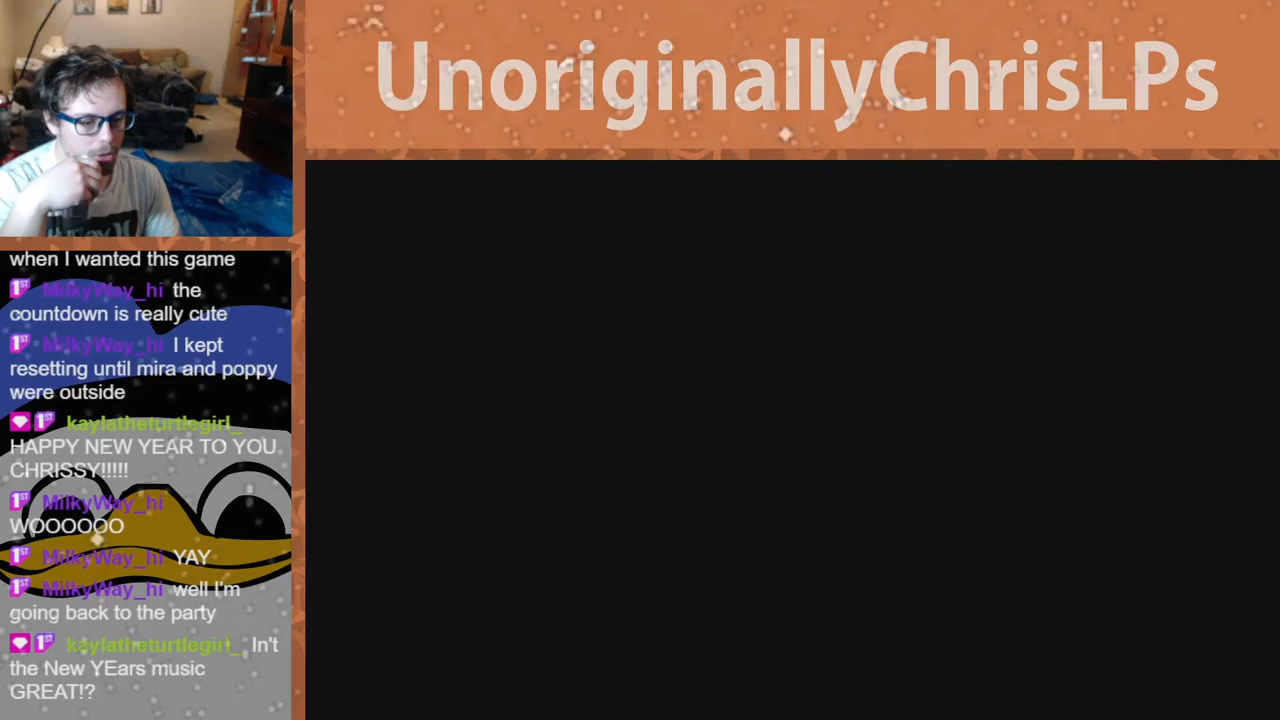 UnoriginallyChrisLPs
when I wanted this game
MilkyWay_hi the
countdown is really cute
MilkyWay_hi I kept
resetting until mira and poppy
were outside
kaylatheturtlegirl_
HAPPY NEW YEAR TO YOU
CHRISSY!!!!!
MilkyWay_hi
WOOOOOO
MilkyWay_hi YAY
MilkyWay_hi well I'm
going back to the party
kaylatheturtlegirl_ In't
the New YEars music
GREAT!?